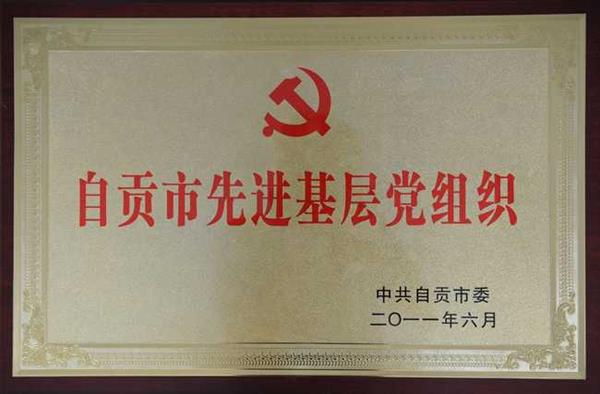 自贡市先进基层党组织
中共自贡市委
二〇一一年六月